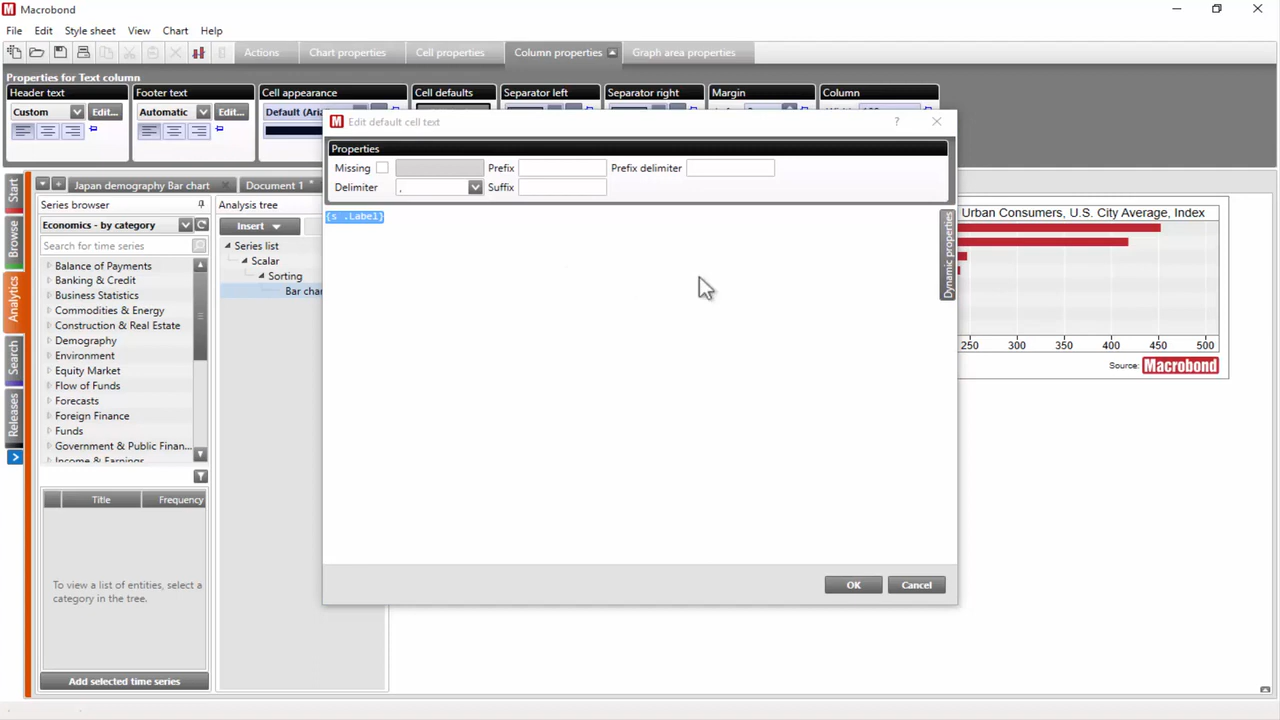 Macrobond
File Edit Style sheet View Chart Help
Actions Chart properties Cell properties Column properties Graph area properties
Properties for Text column
Header text Footer text Cell appearance Cell defaults Separator left Separator right Margin Column
Custom Edit... Automatic Edit... Default (Aria
Edit default cell text ?
Properties
Missing Prefix Prefix delimiter
Delimiter , Suffix
{s .Label}
Dynamic properties
OK Cancel
Start
Browse
Analytics
Search
Releases
Japan demography Bar chart Document 1 *
Series browser
Economics - by category
Search for time series
Balance of Payments
Banking & Credit
Business Statistics
Commodities & Energy
Construction & Real Estate
Demography
Environment
Equity Market
Flow of Funds
Forecasts
Foreign Finance
Funds
Government & Public Finan...
Income & Earnings
Title Frequency
To view a list of entities, select a
category in the tree.
Add selected time series
Analysis tree
Insert
Series list
Scalar
Sorting
Bar char
Urban Consumers, U.S. City Average, Index
250 300 350 400 450 500
Source: Macrobond